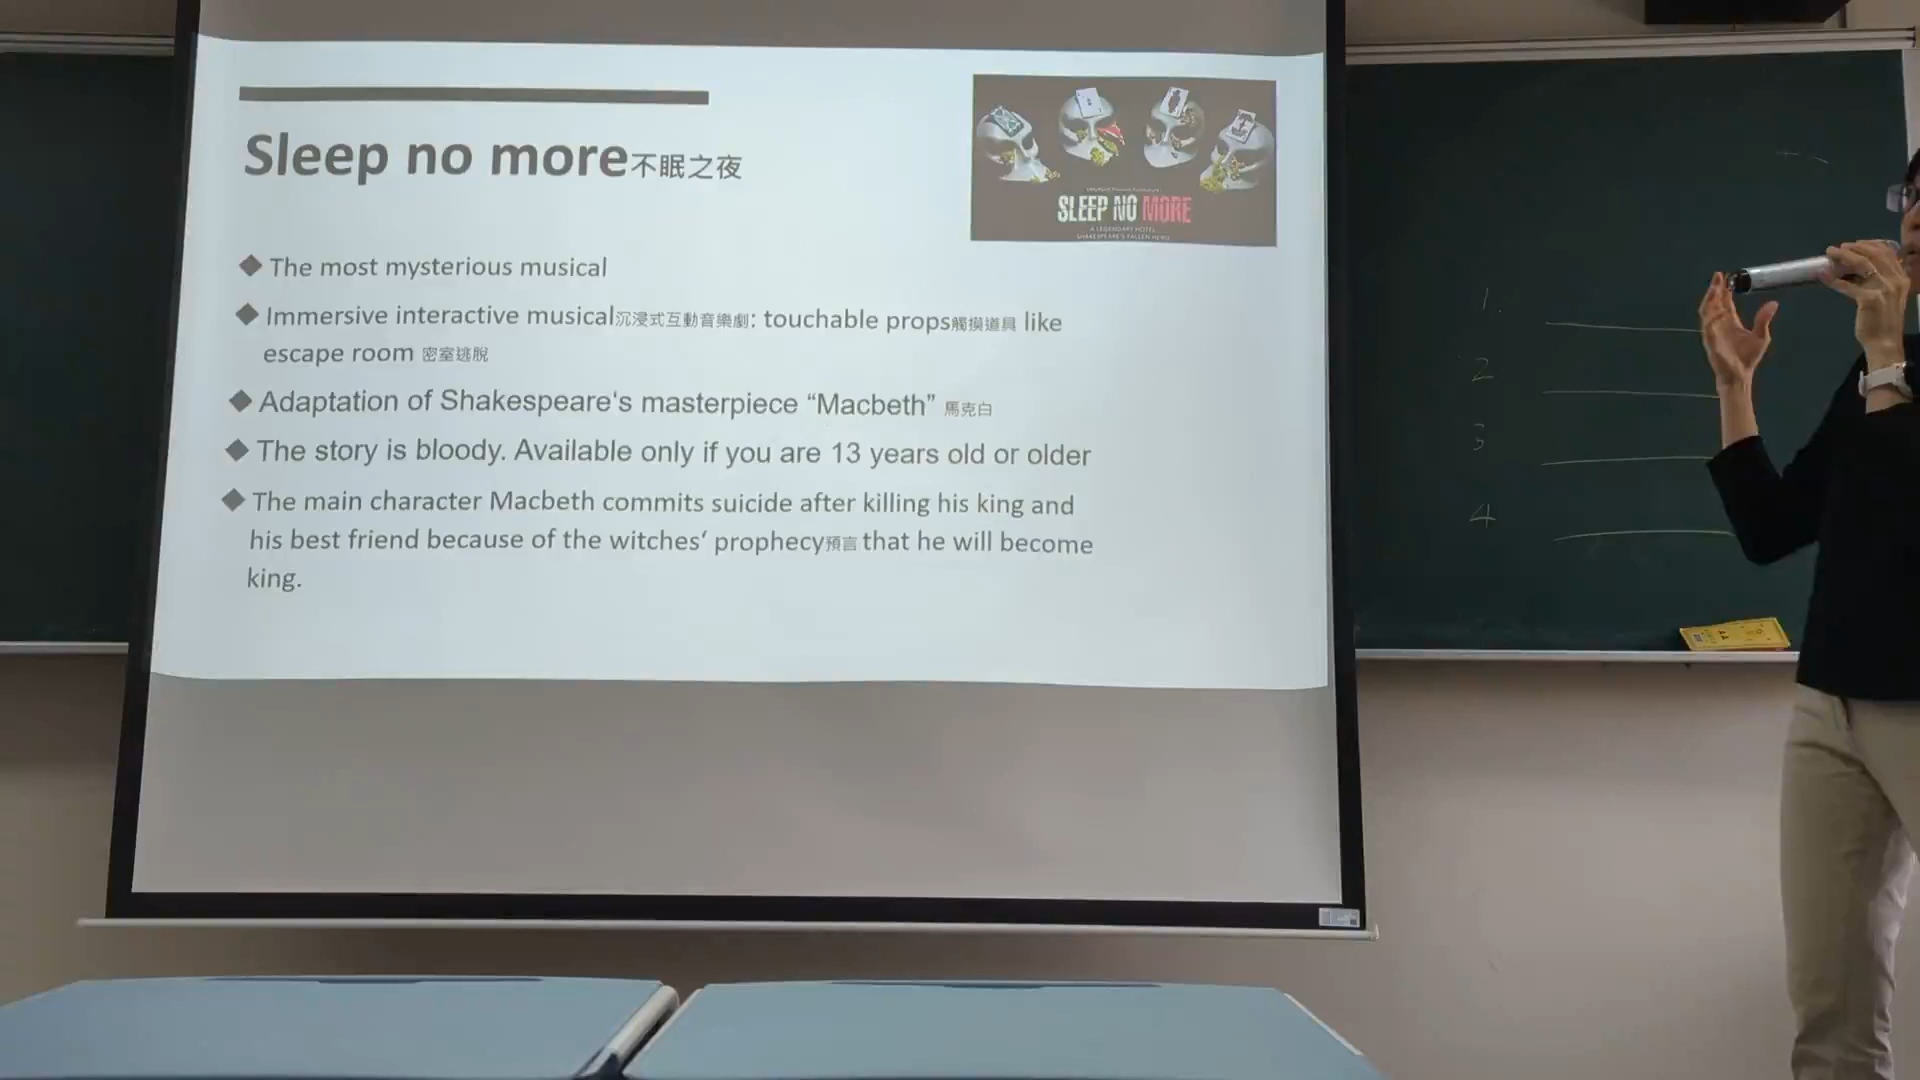 Sleep no more不眠之夜
SLEEP NO MORE
A LEGENDARY HOTEL
SHAKESPEARE'S FALLEN HERO
◆ The most mysterious musical
◆ Immersive interactive musical沉浸式互動音樂劇: touchable props觸摸道具 like
escape room 密室逃脫
◆ Adaptation of Shakespeare‘s masterpiece “Macbeth” 馬克白
◆ The story is bloody. Available only if you are 13 years old or older
◆ The main character Macbeth commits suicide after killing his king and
his best friend because of the witches‘ prophecy預言 that he will become
king.
1.
2
3
4